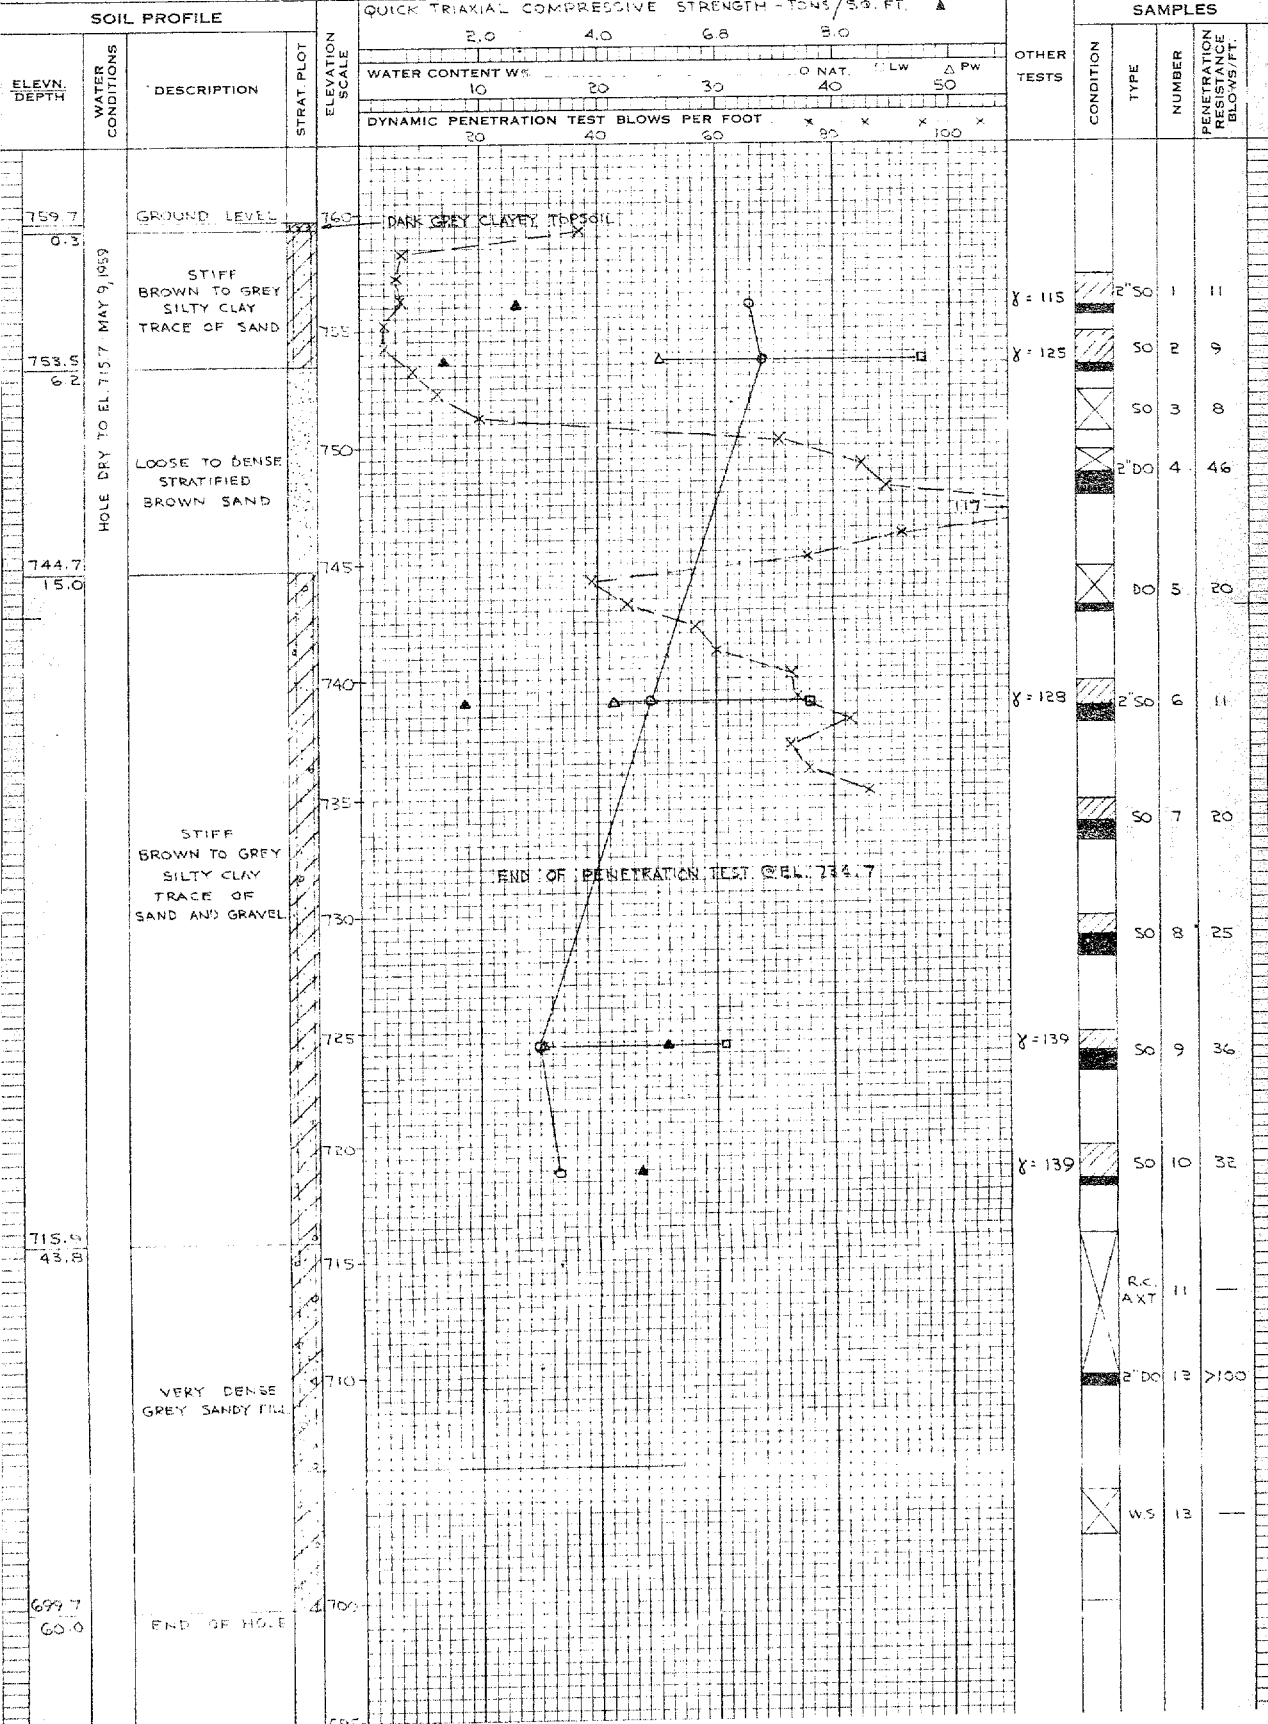 SOIL PROFILE
ELEVN.
DEPTH
WATER
CONDITIONS
DESCRIPTION
STRAT. PLOT
ELEVATION
SCALE
QUICK TRIAXIAL COMPRESSIVE STRENGTH - TONS/SQ. FT. ▲
2.0 4.0 6.8 8.0
WATER CONTENT W% O NAT. □ LW △ PW
10 20 30 40 50
DYNAMIC PENETRATION TEST BLOWS PER FOOT × × × ×
20 40 60 80 100
OTHER
TESTS
SAMPLES
CONDITION
TYPE
NUMBER
PENETRATION
RESISTANCE
BLOWS/FT.
759.7
0.3
GROUND LEVEL
760
DARK GREY CLAYEY TOPSOIL
HOLE DRY TO EL. 715.7 MAY 9, 1959
STIFF
BROWN TO GREY
SILTY CLAY
TRACE OF SAND
755
γ = 115 2"SO 1 11
753.5
6.2
γ = 125 SO 2 9
SO 3 8
750
LOOSE TO DENSE
STRATIFIED
BROWN SAND
2"DO 4 46
117
744.7
15.0
745
DO 5 20
740
γ = 128 2"SO 6 11
735
SO 7 20
STIFF
BROWN TO GREY
SILTY CLAY
TRACE OF
SAND AND GRAVEL
END OF PENETRATION TEST @ EL. 734.7
730
SO 8 25
725
γ = 139 SO 9 36
720
γ = 139 SO 10 32
715.9
43.8
715
R.C.
AXT 11 —
710
2"DO 12 >100
VERY DENSE
GREY SANDY TILL
W.S 13 —
699.7
60.0
700
END OF HOLE